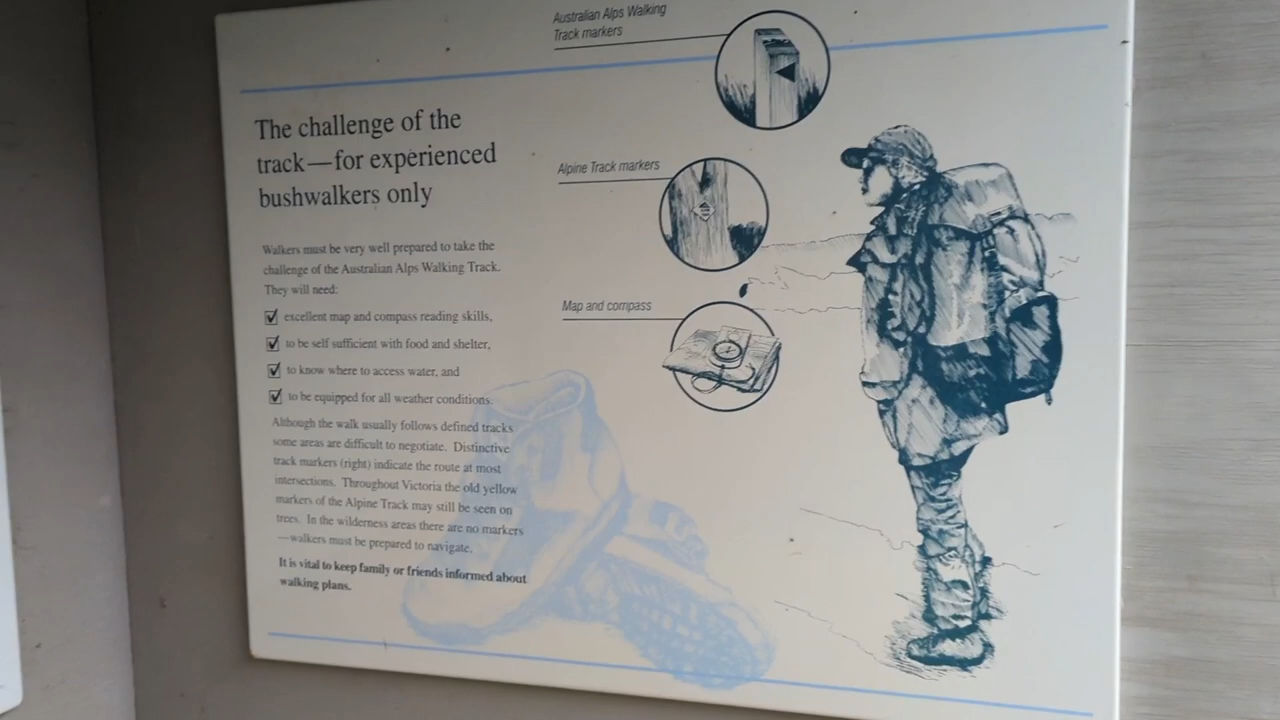 Australian Alps Walking
Track markers
The challenge of the
track—for experienced
bushwalkers only
Alpine Track markers
Walkers must be very well prepared to take the
challenge of the Australian Alps Walking Track.
They will need:
excellent map and compass reading skills,
to be self sufficient with food and shelter,
to know where to access water, and
to be equipped for all weather conditions.
Map and compass
Although the walk usually follows defined tracks
some areas are difficult to negotiate. Distinctive
track markers (right) indicate the route at most
intersections. Throughout Victoria the old yellow
markers of the Alpine Track may still be seen on
trees. In the wilderness areas there are no markers
—walkers must be prepared to navigate.
It is vital to keep family or friends informed about
walking plans.